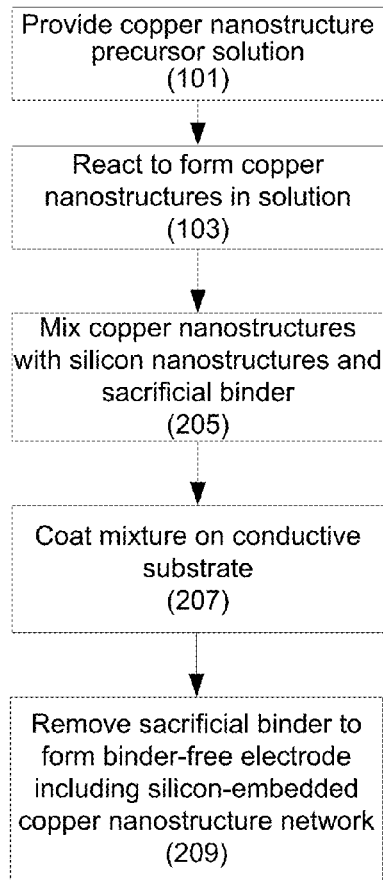 Provide copper nanostructure
precursor solution
(101)
React to form copper
nanostructures in solution
(103)
Mix copper nanostructures
with silicon nanostructures and
sacrificial binder
(205)
Coat mixture on conductive
substrate
(207)
Remove sacrificial binder to
form binder-free electrode
including silicon-embedded
copper nanostructure network
(209)